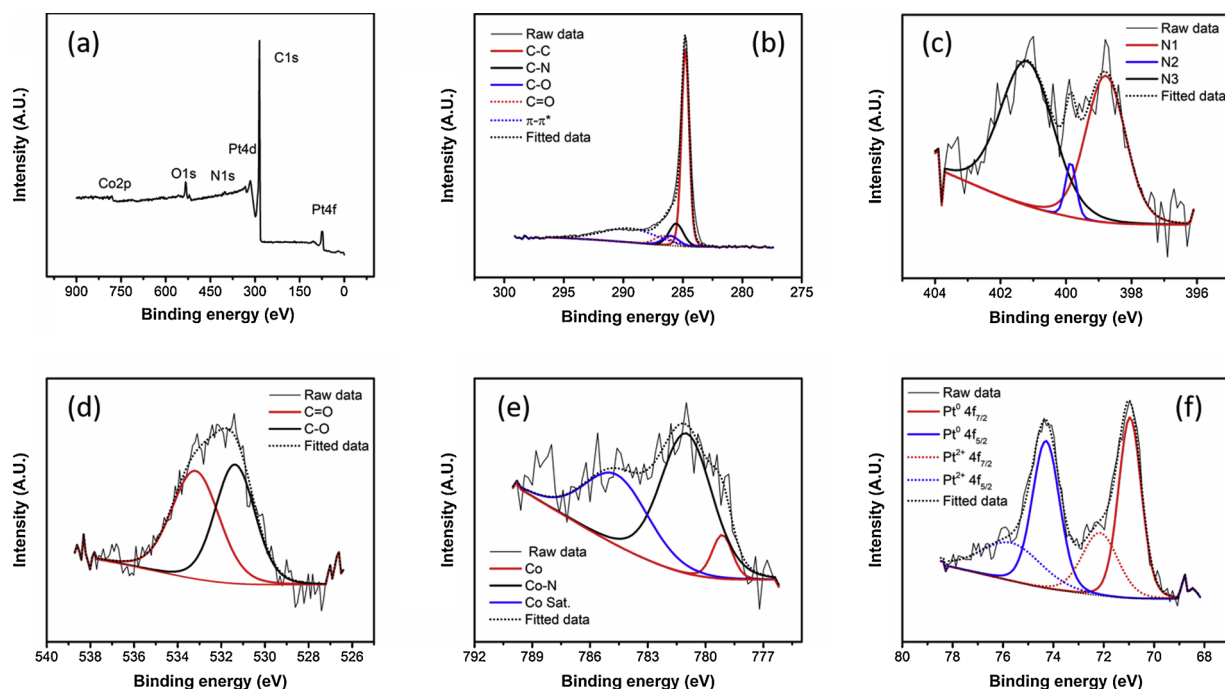 (a)
C1s
Pt4d
Co2p
O1s
N1s
Pt4f
Intensity (A.U.)
900 750 600 450 300 150 0
Binding energy (eV)
(b)
Raw data
C-C
C-N
C-O
C=O
π-π*
Fitted data
Intensity (A.U.)
300 295 290 285 280 275
Binding energy (eV)
(c)
Raw data
N1
N2
N3
Fitted data
Intensity (A.U.)
404 402 400 398 396
Binding energy (eV)
(d)
Raw data
C=O
C-O
Fitted data
Intensity (A.U.)
540 538 536 534 532 530 528 526
Binding energy (eV)
(e)
Raw data
Co
Co-N
Co Sat.
Fitted data
Intensity (A.U.)
792 789 786 783 780 777
Binding energy (eV)
(f)
Raw data
Pt⁰ 4f₇/₂
Pt⁰ 4f₅/₂
Pt²⁺ 4f₇/₂
Pt²⁺ 4f₅/₂
Fitted data
Intensity (A.U.)
80 78 76 74 72 70 68
Binding energy (eV)